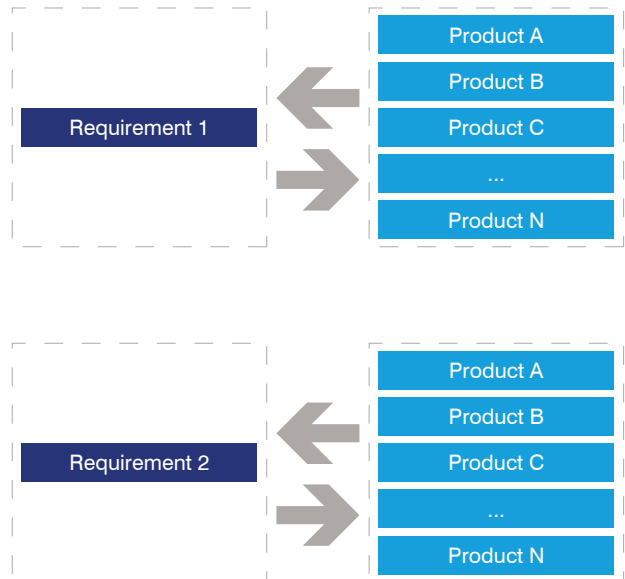 Product A
Product B
Requirement 1
Product C
...
Product N
Product A
Product B
Requirement 2
Product C
...
Product N